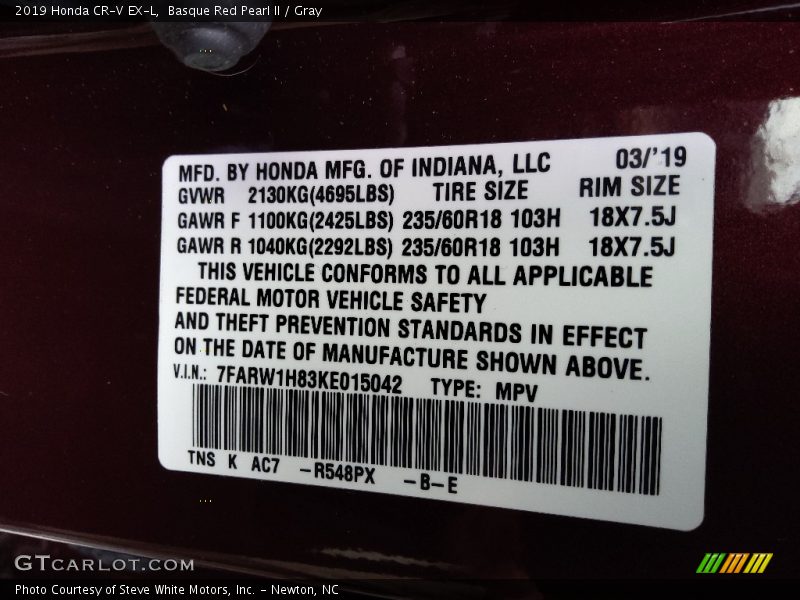 2019 Honda CR-V EX-L, Basque Red Pearl II / Gray
MFD. BY HONDA MFG. OF INDIANA, LLC 03/'19
GVWR 2130KG(4695LBS) TIRE SIZE RIM SIZE
GAWR F 1100KG(2425LBS) 235/60R18 103H 18X7.5J
GAWR R 1040KG(2292LBS) 235/60R18 103H 18X7.5J
THIS VEHICLE CONFORMS TO ALL APPLICABLE
FEDERAL MOTOR VEHICLE SAFETY
AND THEFT PREVENTION STANDARDS IN EFFECT
ON THE DATE OF MANUFACTURE SHOWN ABOVE.
V.I.N.: 7FARW1H83KE015042 TYPE: MPV
TNS K AC7 -R548PX -B-E
GTCARLOT.COM
Photo Courtesy of Steve White Motors, Inc. - Newton, NC